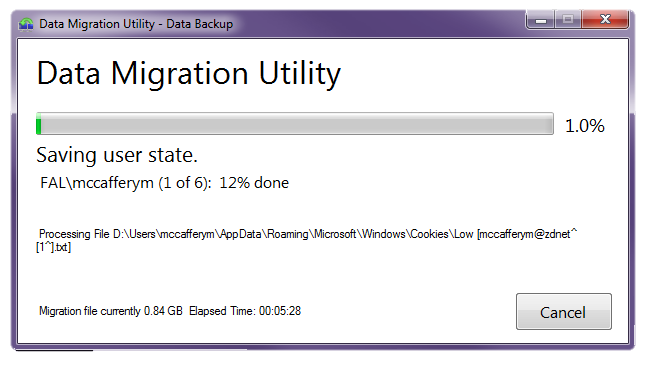 Data Migration Utility - Data Backup
Data Migration Utility
1.0%
Saving user state.
FAL\mccafferym (1 of 6): 12% done
Processing File D:\Users\mccafferym\AppData\Roaming\Microsoft\Windows\Cookies\Low [mccafferym@zdnet^
[1^].txt]
Migration file currently 0.84 GB Elapsed Time: 00:05:28
Cancel